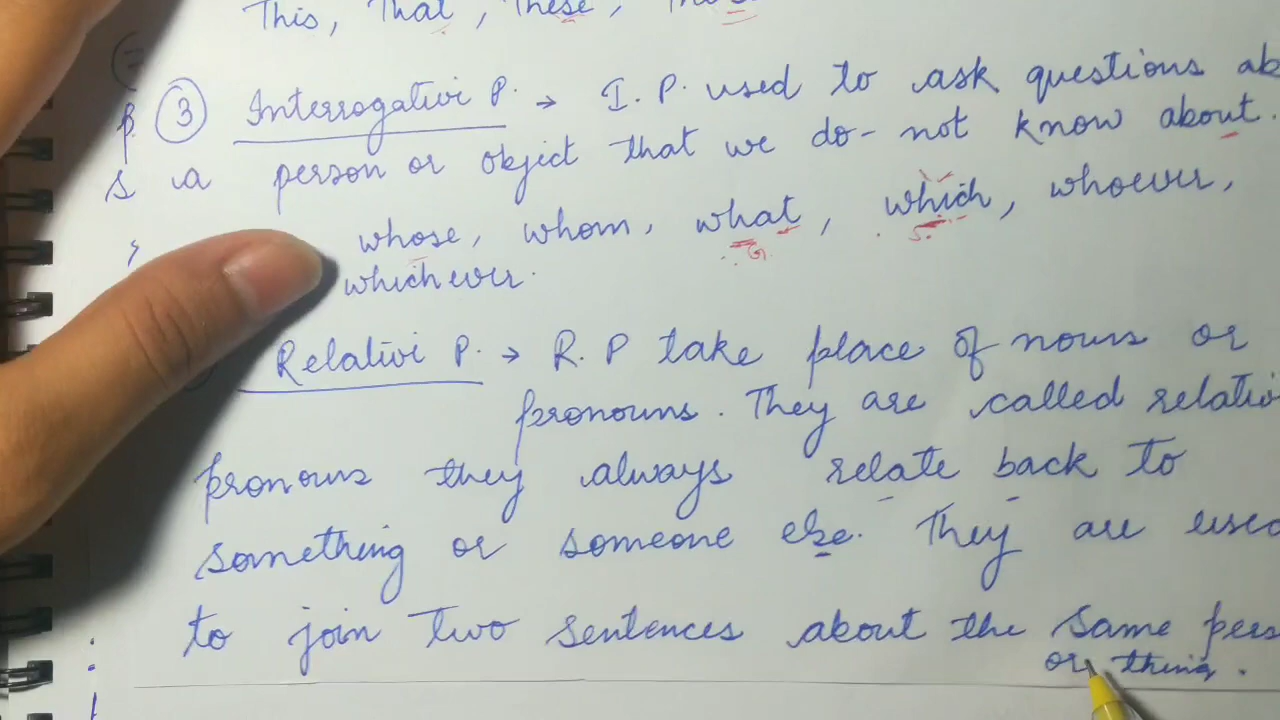 This, That, These,
③ Interrogative P. → I.P. used to ask questions ab
a person or object that we do-not know about.
whose, whom, what, which, whoever,
whichever.
Relative P. → R.P take place of nouns or
pronouns. They are called relativ
pronouns they always relate back to
something or someone else. They are used
to join two sentences about the same pers
or thing.